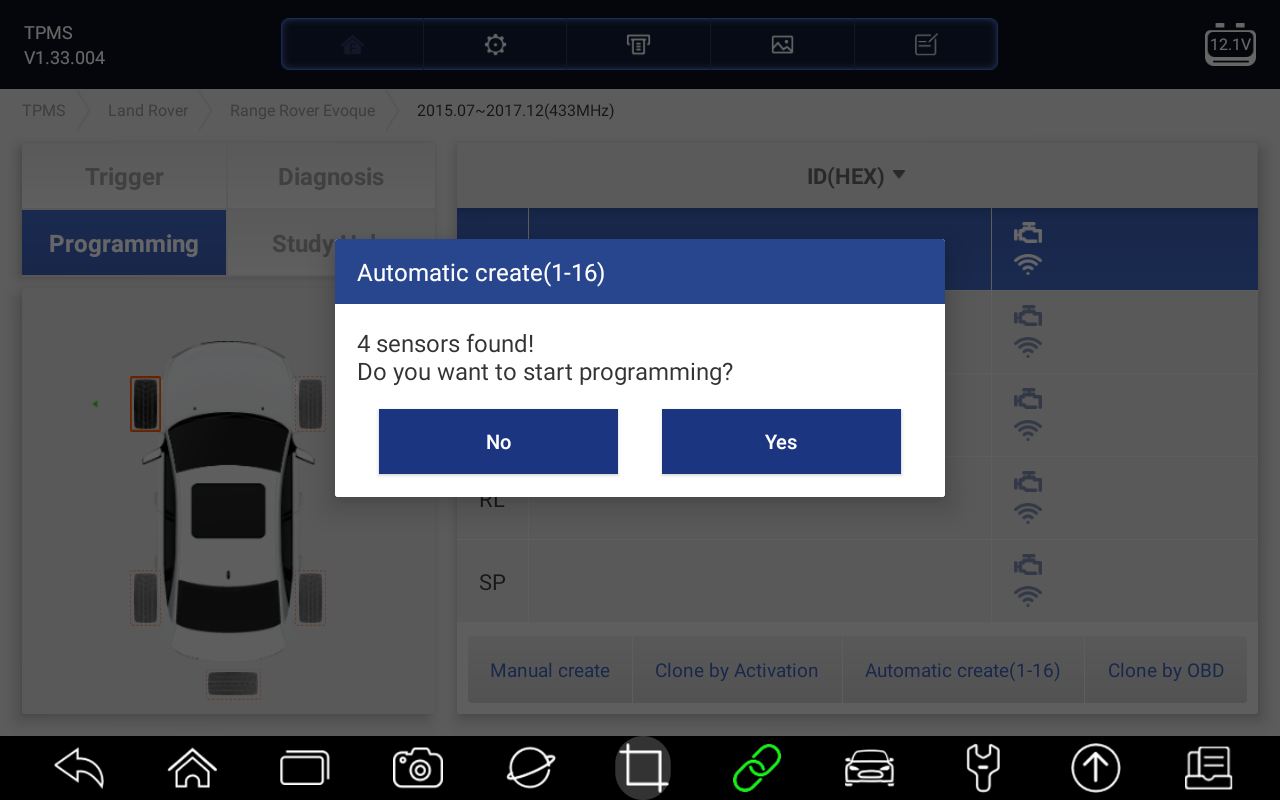 TPMS
V1.33.004
12.1V
TPMS
Land Rover
Range Rover Evoque
2015.07~2017.12(433MHz)
Trigger
Diagnosis
ID(HEX)
Programming
Study
Automatic create(1-16)
4 sensors found!
Do you want to start programming?
No
Yes
RL
SP
Manual create
Clone by Activation
Automatic create(1-16)
Clone by OBD